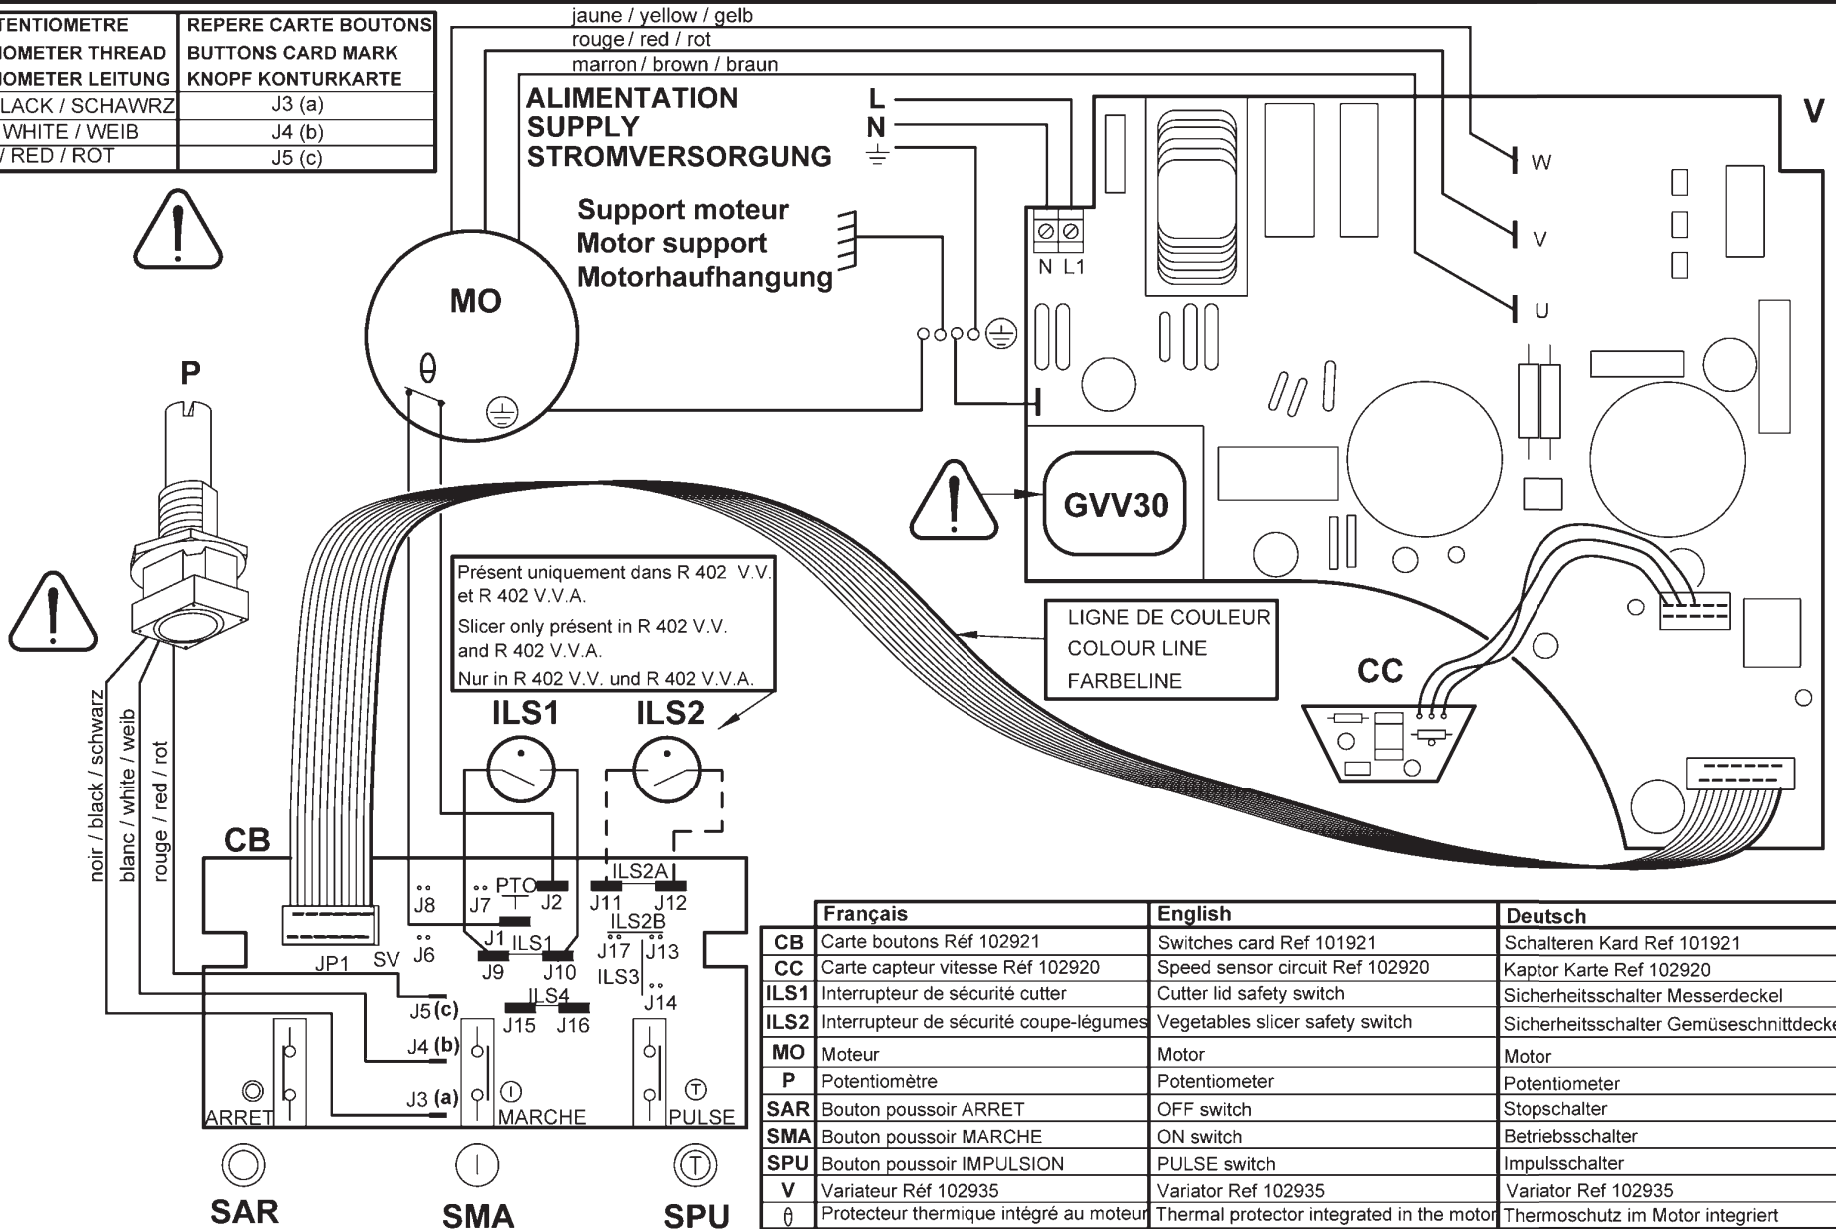 TENTIOMETRE REPERE CARTE BOUTONS
IOMETER THREAD BUTTONS CARD MARK
IOMETER LEITUNG KNOPF KONTURKARTE
LACK / SCHAWRZ J3 (a)
WHITE / WEIB J4 (b)
/ RED / ROT J5 (c)
jaune / yellow / gelb
rouge / red / rot
marron / brown / braun
ALIMENTATION
SUPPLY
STROMVERSORGUNG
L
N
Support moteur
Motor support
Motorhaufhangung
V
W
V
U
N L1
MO
θ
P
GVV30
Présent uniquement dans R 402 V.V.
et R 402 V.V.A.
Slicer only présent in R 402 V.V.
and R 402 V.V.A.
Nur in R 402 V.V. und R 402 V.V.A.
LIGNE DE COULEUR
COLOUR LINE
FARBELINE
CC
ILS1
ILS2
noir / black / schwarz
blanc / white / weib
rouge / red / rot
CB
J8
J7
PTO
J2
ILS2A
J11
J12
ILS2B
J17
J13
J6
J1
ILS1
J9
J10
ILS3
J14
JP1
SV
ILS4
J15
J16
J5 (c)
J4 (b)
J3 (a)
ARRET
I
MARCHE
T
PULSE
I
T
SAR
SMA
SPU
Français English Deutsch
CB Carte boutons Réf 102921 Switches card Ref 101921 Schalteren Kard Ref 101921
CC Carte capteur vitesse Réf 102920 Speed sensor circuit Ref 102920 Kaptor Karte Ref 102920
ILS1 Interrupteur de sécurité cutter Cutter lid safety switch Sicherheitsschalter Messerdeckel
ILS2 Interrupteur de sécurité coupe-légumes Vegetables slicer safety switch Sicherheitsschalter Gemüseschnittdecke
MO Moteur Motor Motor
P Potentiomètre Potentiometer Potentiometer
SAR Bouton poussoir ARRET OFF switch Stopschalter
SMA Bouton poussoir MARCHE ON switch Betriebsschalter
SPU Bouton poussoir IMPULSION PULSE switch Impulsschalter
V Variateur Réf 102935 Variator Ref 102935 Variator Ref 102935
θ Protecteur thermique intégré au moteur Thermal protector integrated in the motor Thermoschutz im Motor integriert